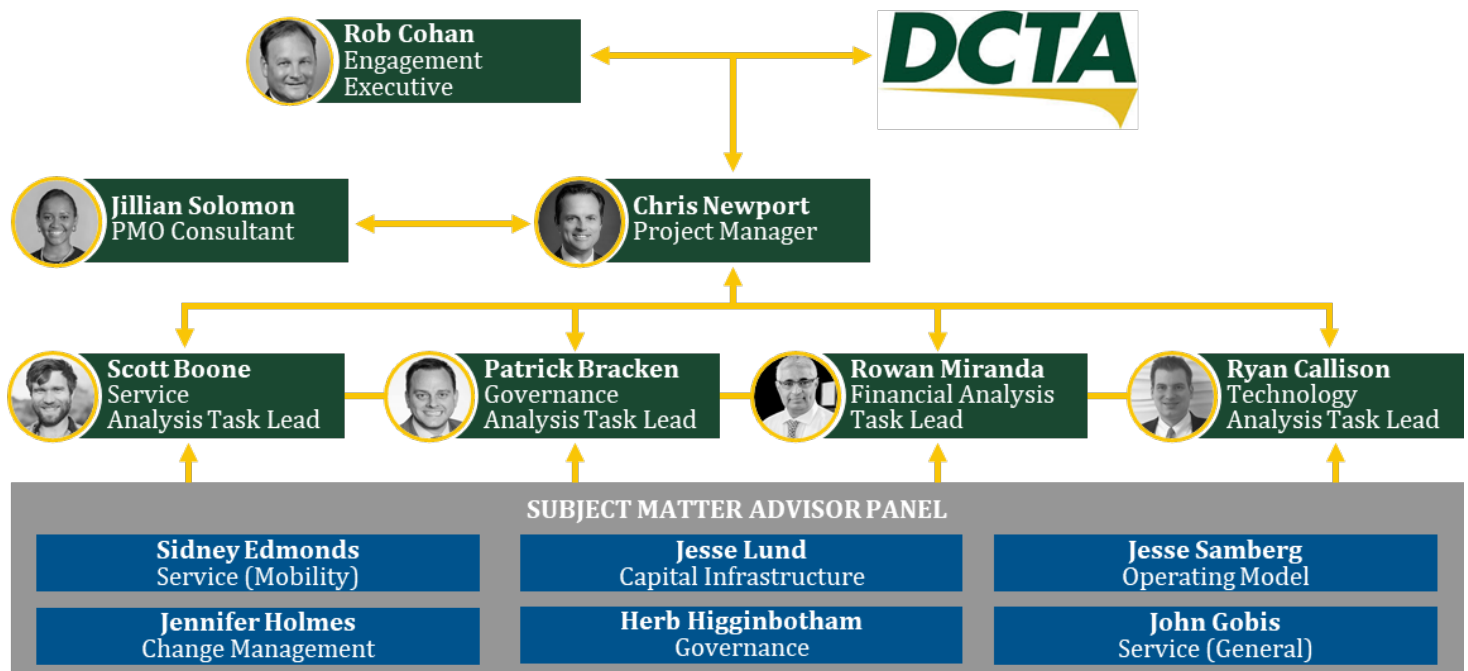 Rob Cohan
Engagement
Executive
DCTA
Jillian Solomon
PMO Consultant
Chris Newport
Project Manager
Scott Boone
Service
Analysis Task Lead
Patrick Bracken
Governance
Analysis Task Lead
Rowan Miranda
Financial Analysis
Task Lead
Ryan Callison
Technology
Analysis Task Lead
SUBJECT MATTER ADVISOR PANEL
Sidney Edmonds
Service (Mobility)
Jesse Lund
Capital Infrastructure
Jesse Samberg
Operating Model
Jennifer Holmes
Change Management
Herb Higginbotham
Governance
John Gobis
Service (General)